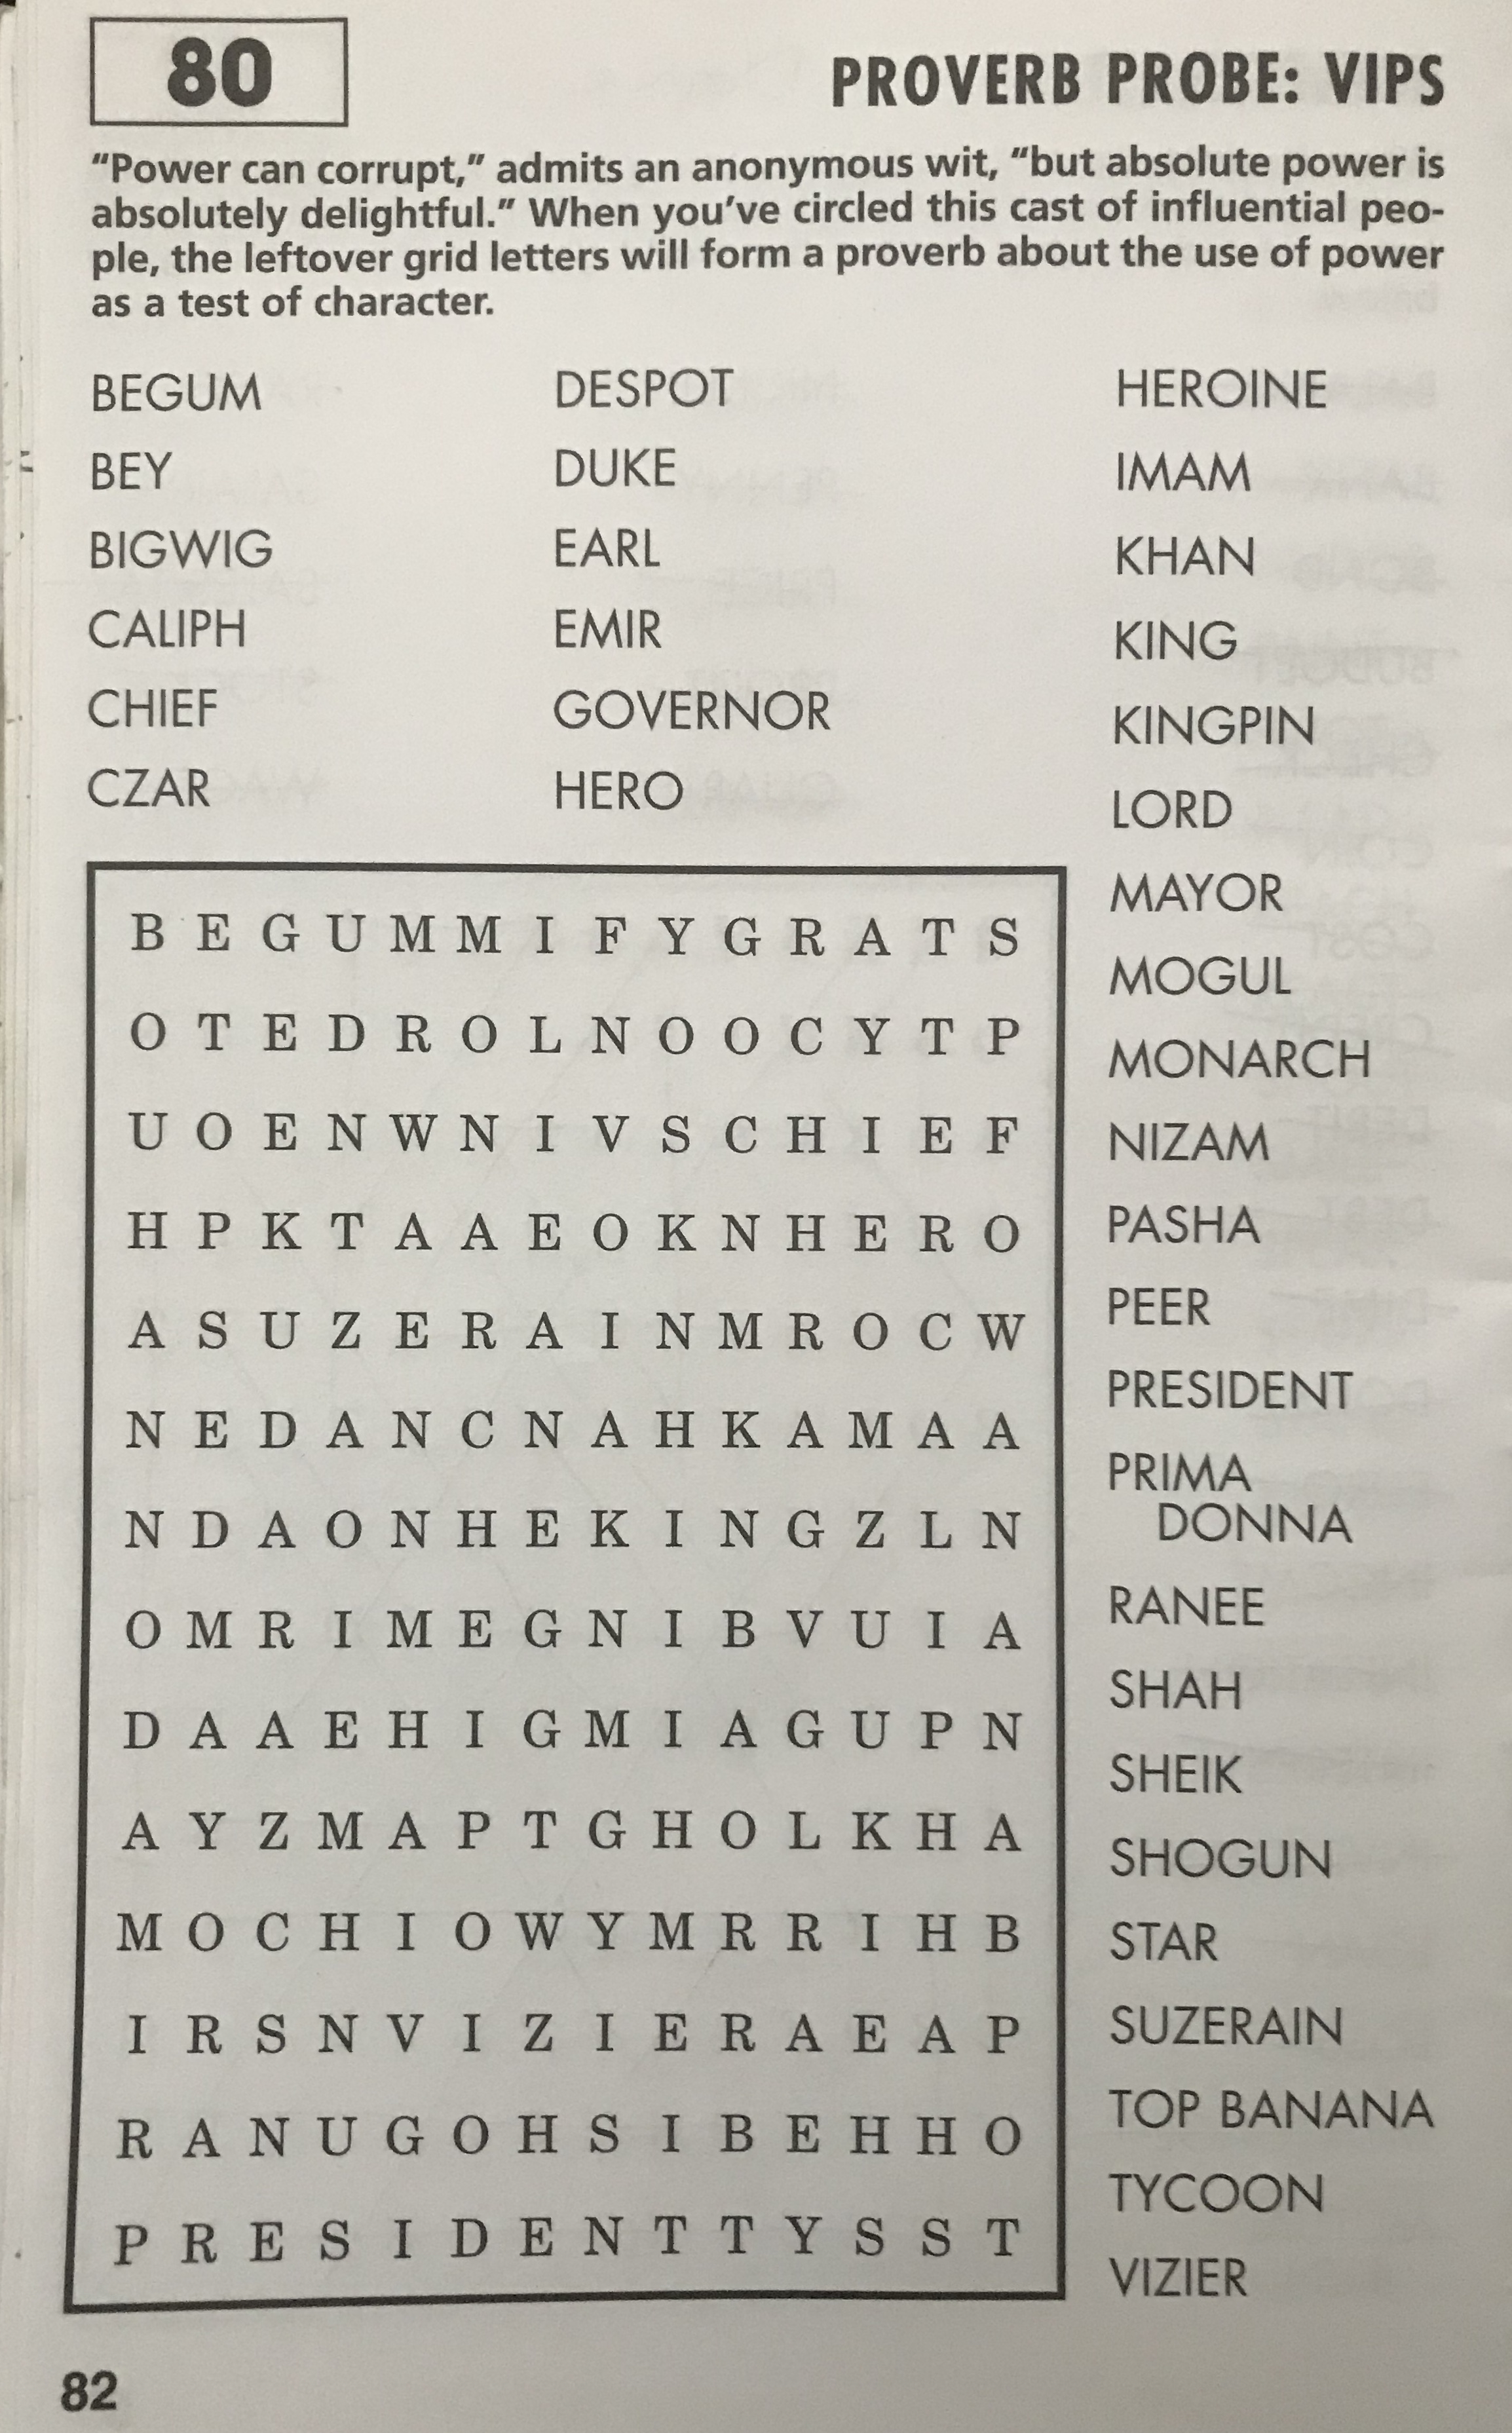 80
PROVERB PROBE: VIPS
“Power can corrupt,” admits an anonymous wit, “but absolute power is
absolutely delightful.” When you’ve circled this cast of influential peo-
ple, the leftover grid letters will form a proverb about the use of power
as a test of character.
BEGUM
BEY
BIGWIG
CALIPH
CHIEF
CZAR
DESPOT
DUKE
EARL
EMIR
GOVERNOR
HERO
HEROINE
IMAM
KHAN
KING
KINGPIN
LORD
MAYOR
MOGUL
MONARCH
NIZAM
PASHA
PEER
PRESIDENT
PRIMA
DONNA
RANEE
SHAH
SHEIK
SHOGUN
STAR
SUZERAIN
TOP BANANA
TYCOON
VIZIER
B E G U M M I F Y G R A T S
O T E D R O L N O O C Y T P
U O E N W N I V S C H I E F
H P K T A A E O K N H E R O
A S U Z E R A I N M R O C W
N E D A N C N A H K A M A A
N D A O N H E K I N G Z L N
O M R I M E G N I B V U I A
D A A E H I G M I A G U P N
A Y Z M A P T G H O L K H A
M O C H I O W Y M R R I H B
I R S N V I Z I E R A E A P
R A N U G O H S I B E H H O
P R E S I D E N T T Y S S T
82